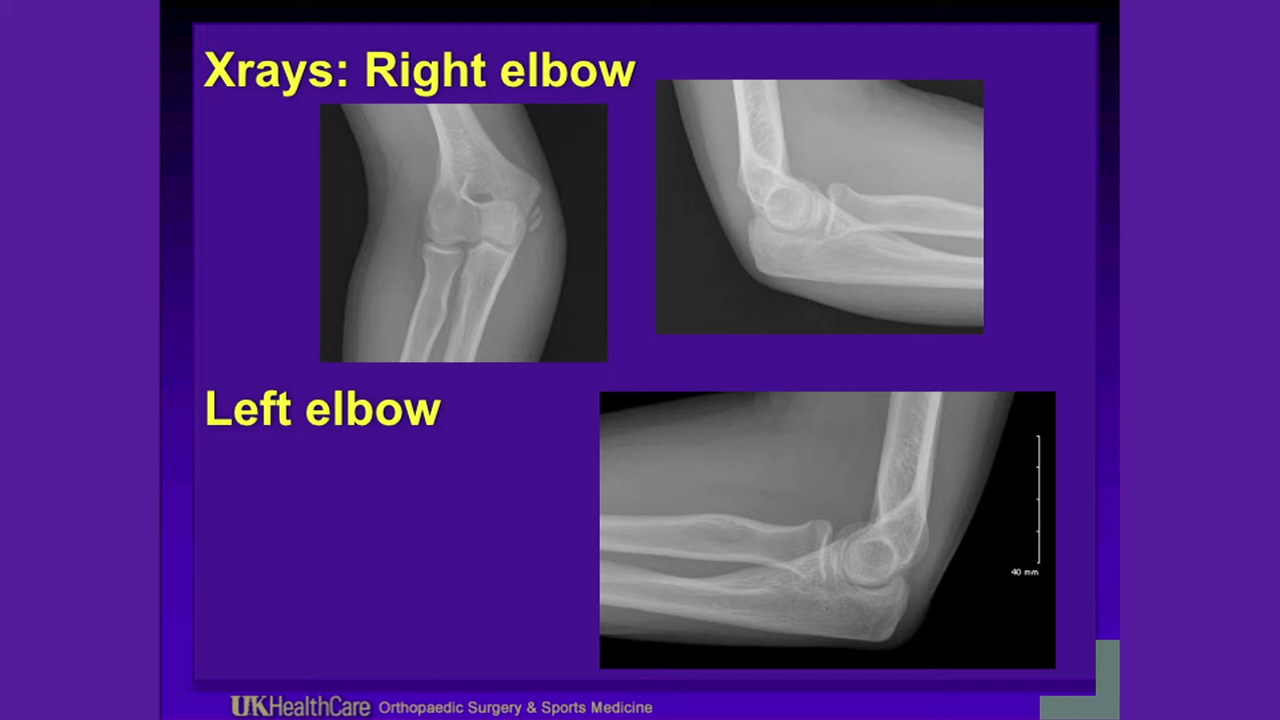 Xrays: Right elbow
Left elbow
40 mm
UKHealthCare Orthopaedic Surgery & Sports Medicine